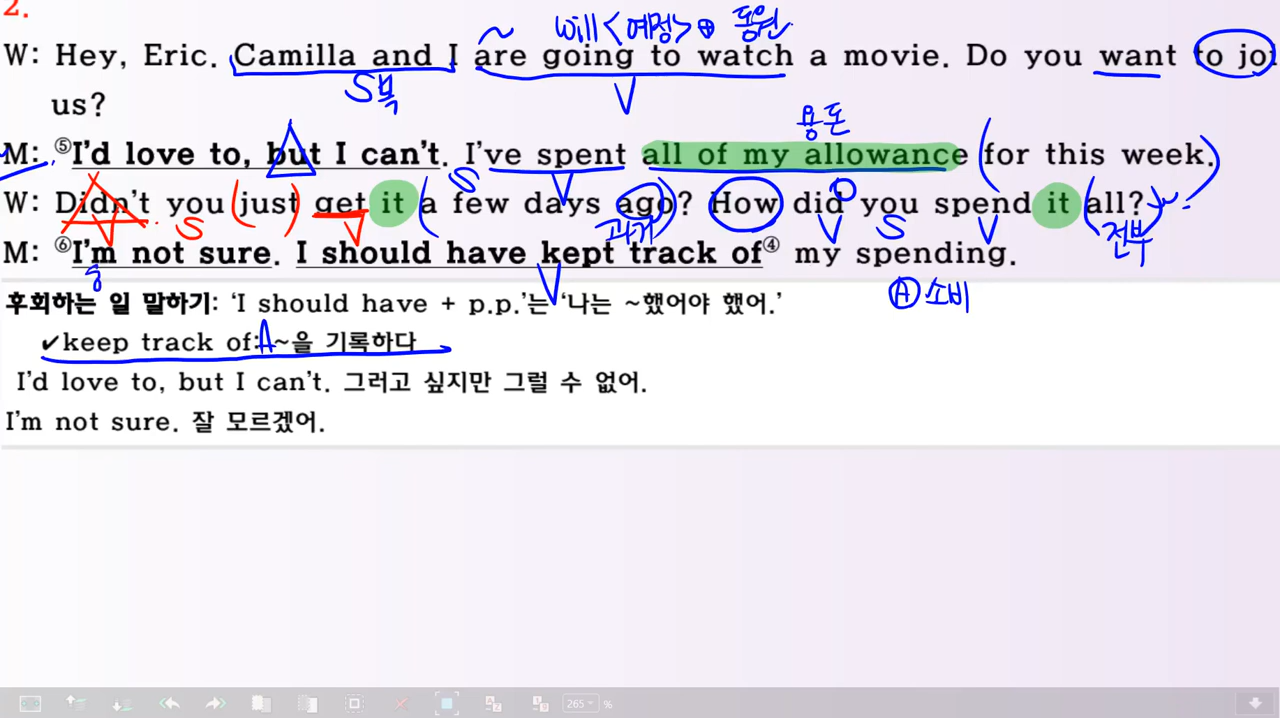 2.
will <예정> ⊕ 동원
W: Hey, Eric. Camilla and I are going to watch a movie. Do you want to joi
S복 V
us?
용돈
M: ⑤I'd love to, but I can't. I've spent all of my allowance (for this week.)
S V O
W: Didn't you (just) get it (a few days ago)? How did you spend it (all?)
V S V 과거 V S V 전부
M: ⑥I'm not sure. I should have kept track of④ my spending.
V Ⓐ소비
후회하는 일 말하기: ‘I should have + p.p.’는 ‘나는 ~했어야 했어.’
✔keep track of: A~을 기록하다
I'd love to, but I can't. 그러고 싶지만 그럴 수 없어.
I'm not sure. 잘 모르겠어.
265 %